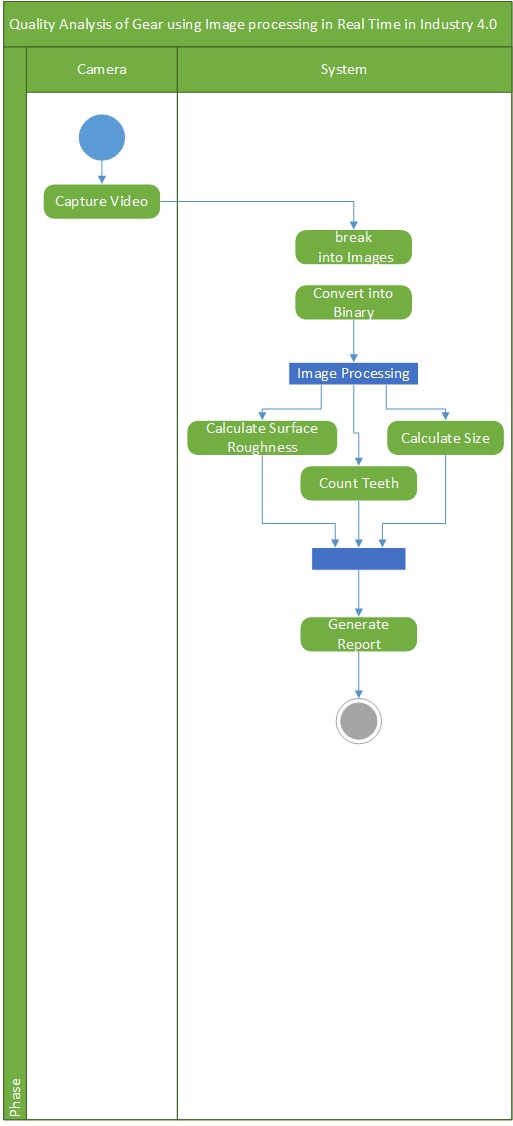 Quality Analysis of Gear using Image processing in Real Time in Industry 4.0
Camera
System
Capture Video
break
into Images
Convert into
Binary
Image Processing
Calculate Surface
Roughness
Calculate Size
Count Teeth
Generate
Report
Phase